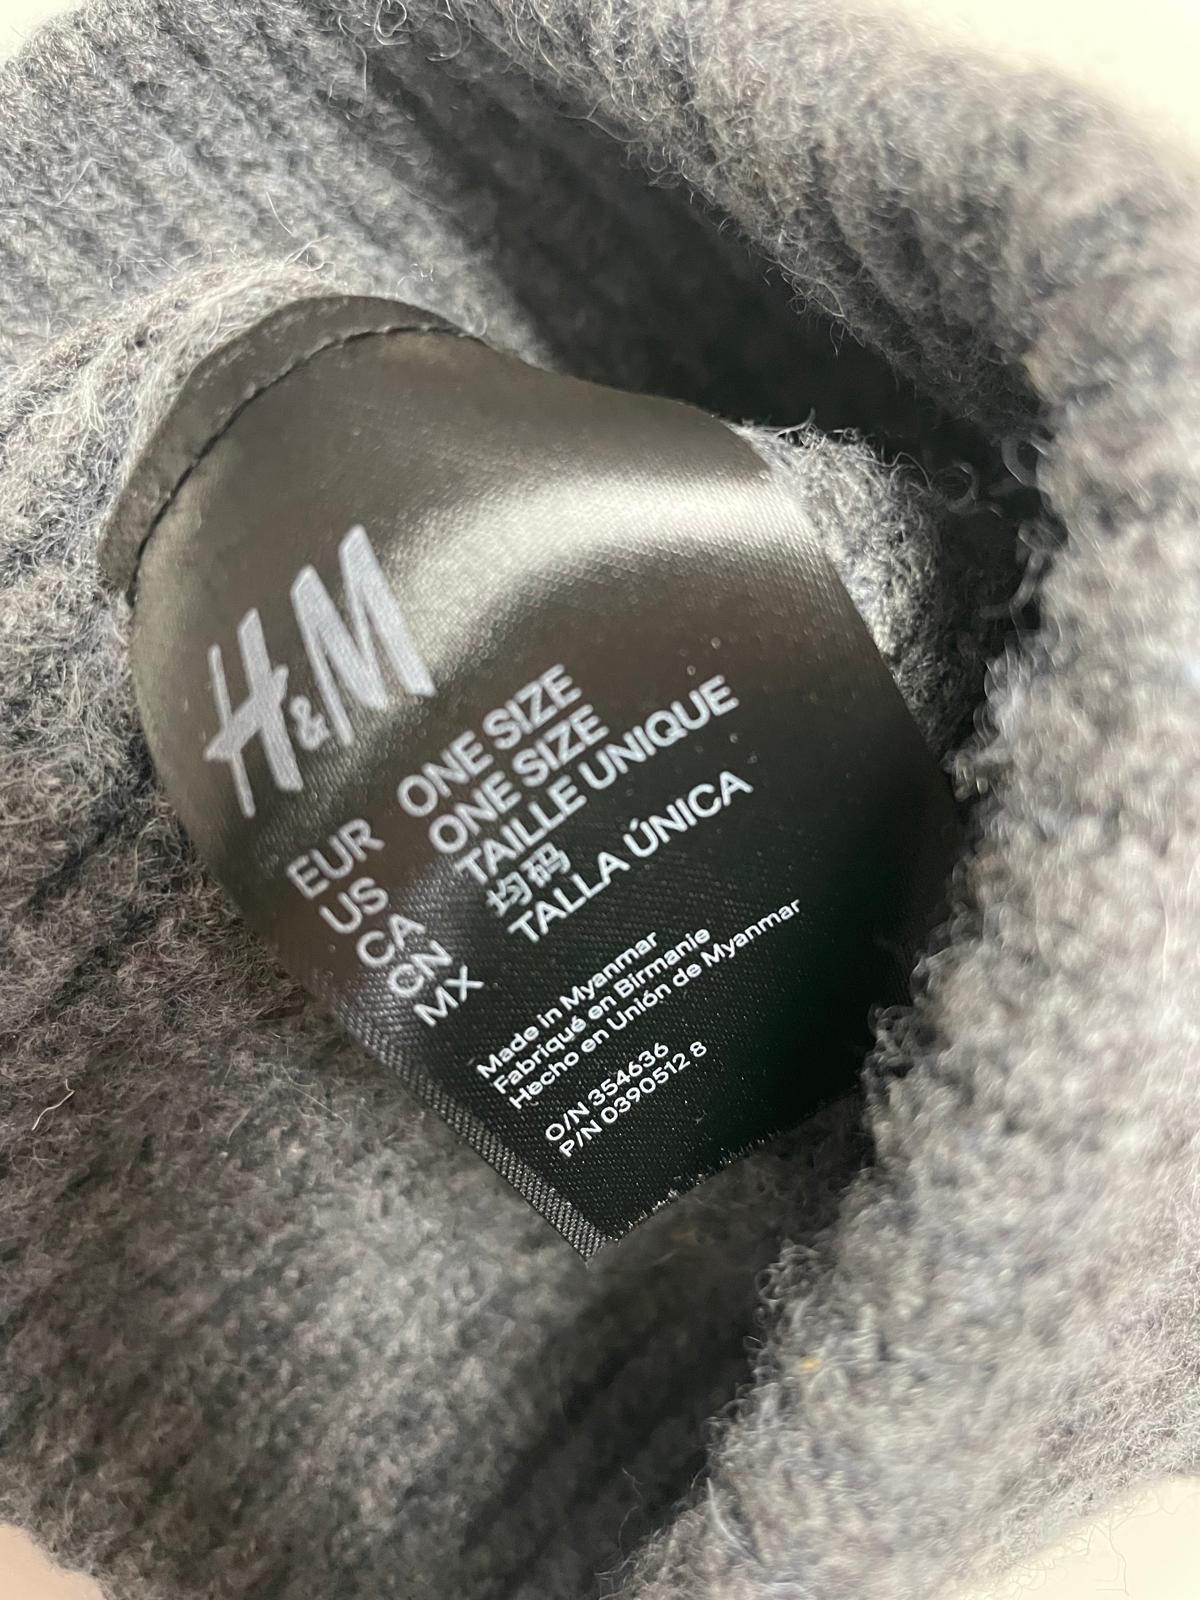 H&M
EUR ONE SIZE
US ONE SIZE
CA TAILLE UNIQUE
CN 均码
MX TALLA ÚNICA
Made in Myanmar
Fabriqué en Birmanie
Hecho en Unión de Myanmar
O/N 354636
P/N 0390512 8